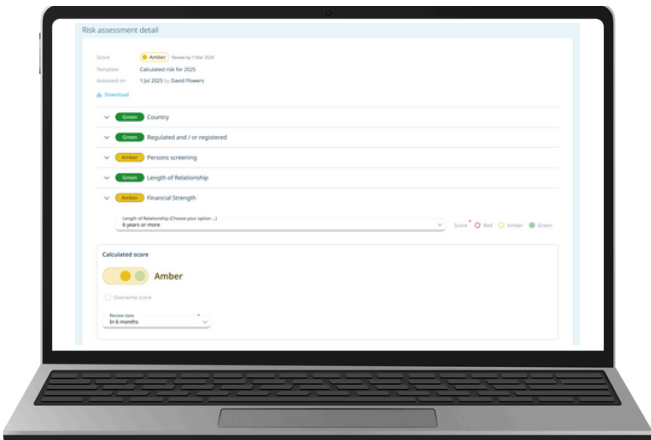 Risk assessment detail
Score Amber Review by 1 Mar 2026
Template Calculated risk for 2025
Assessed on 1 Jul 2025 by David Flowers
Download
Green Country
Green Regulated and / or registered
Amber Persons screening
Green Length of Relationship
Amber Financial Strength
Length of Relationship (Choose your option ...)
6 years or more
Score * Red Amber Green
Calculated score
Amber
Overwrite score
Review date *
In 6 months